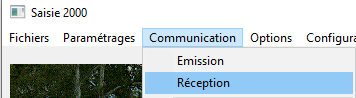 Saisie 2000
Fichiers Paramétrages Communication Options Configura
Emission
Réception